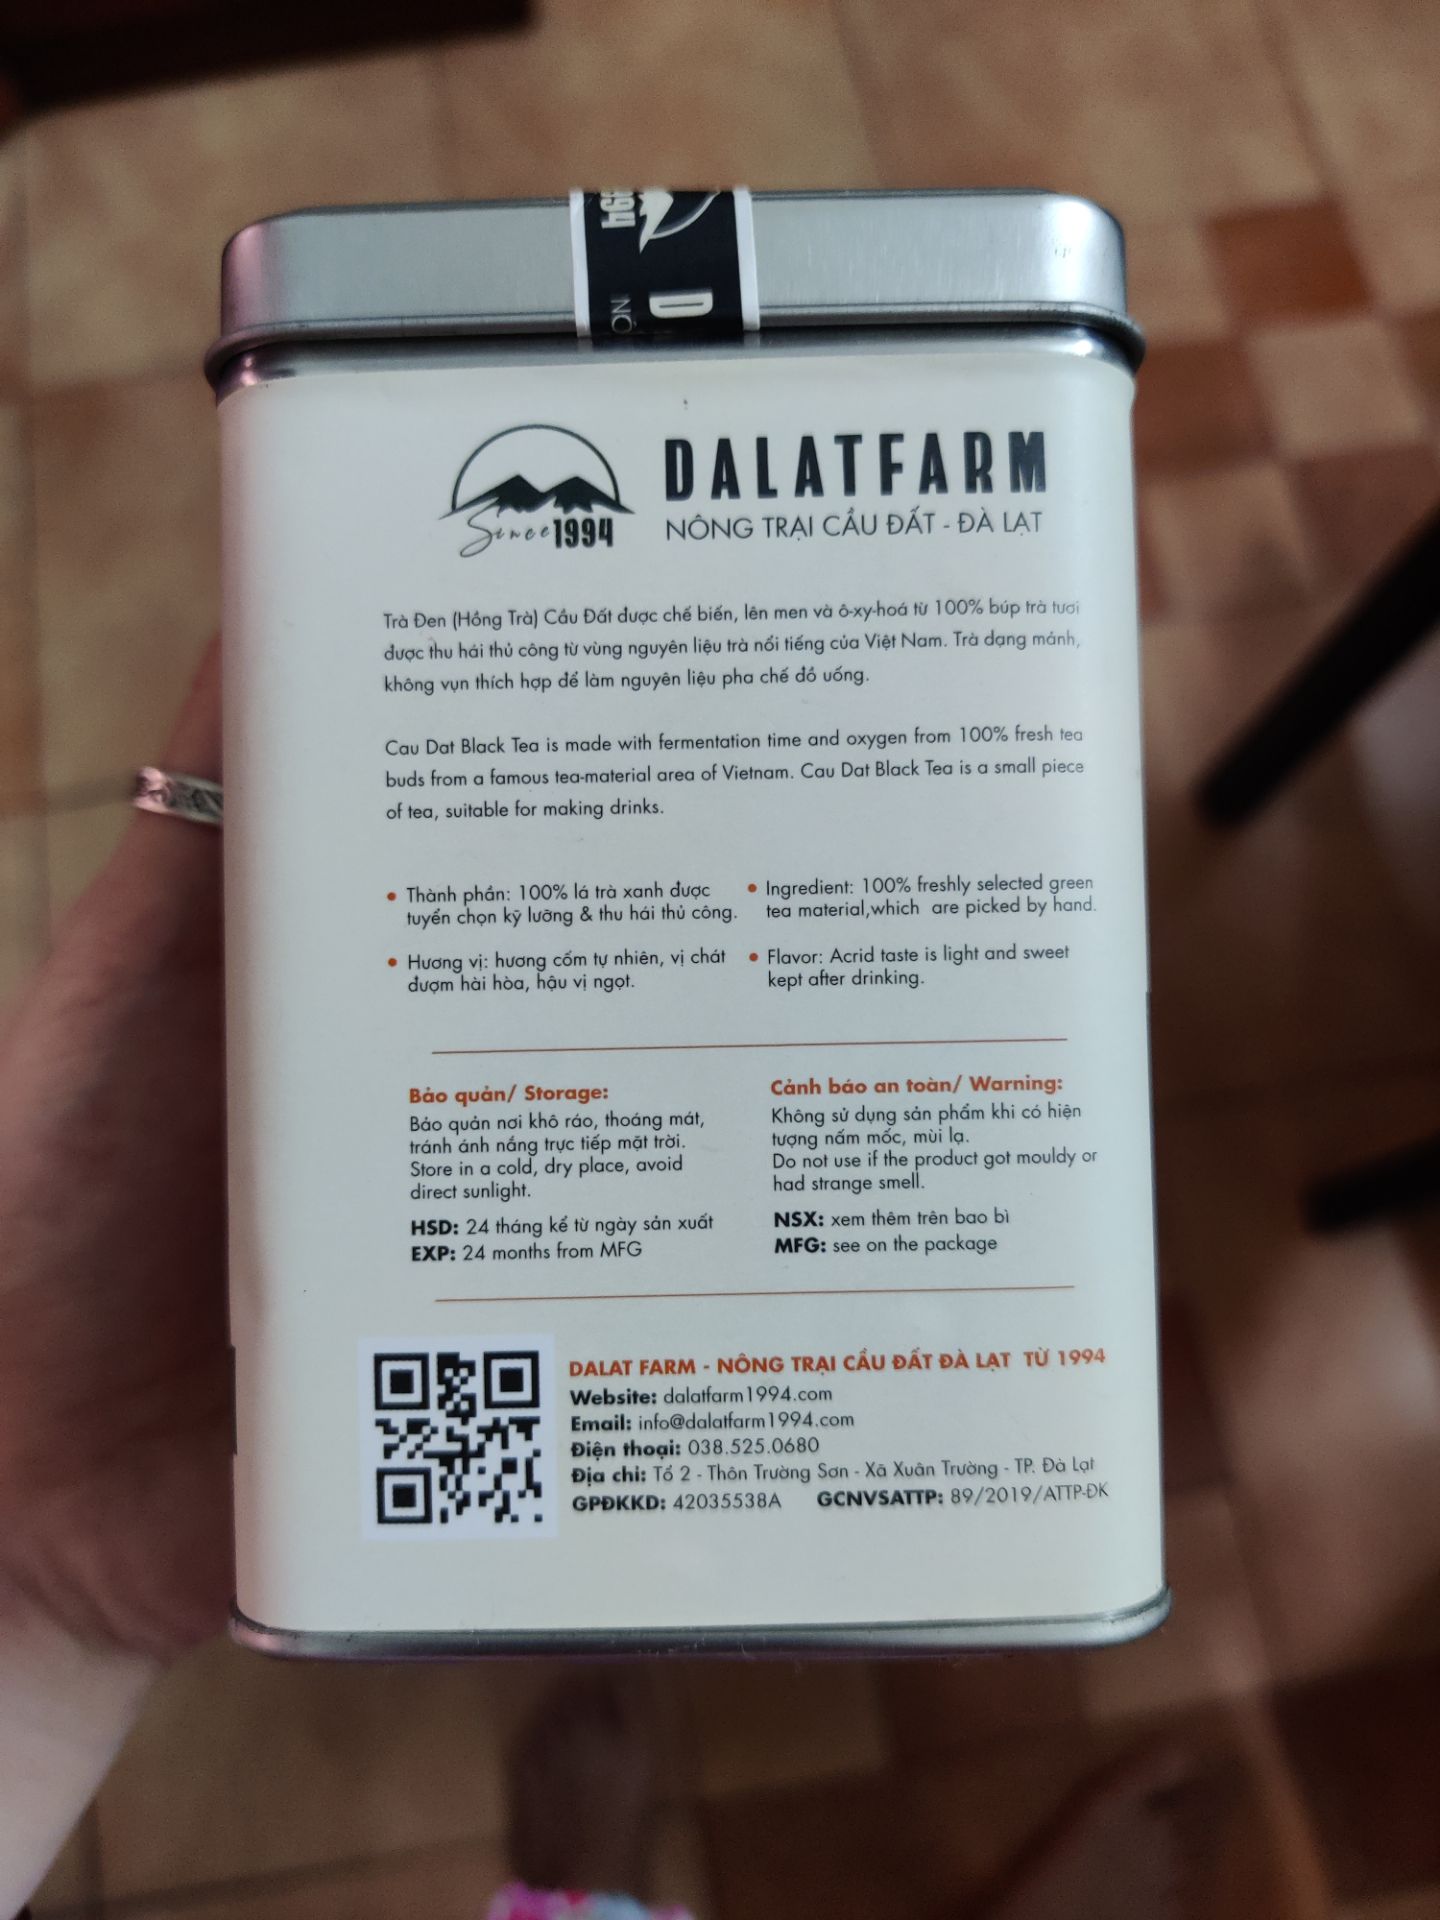 1994
D
NÔN
Since 1994
DALATFARM
NÔNG TRẠI CẦU ĐẤT - ĐÀ LẠT
Trà Đen (Hồng Trà) Cầu Đất được chế biến, lên men và ô-xy-hoá từ 100% búp trà tươi
được thu hái thủ công từ vùng nguyên liệu trà nổi tiếng của Việt Nam. Trà dạng mảnh,
không vụn thích hợp để làm nguyên liệu pha chế đồ uống.
Cau Dat Black Tea is made with fermentation time and oxygen from 100% fresh tea
buds from a famous tea-material area of Vietnam. Cau Dat Black Tea is a small piece
of tea, suitable for making drinks.
• Thành phần: 100% lá trà xanh được
tuyển chọn kỹ lưỡng & thu hái thủ công.
• Hương vị: hương cốm tự nhiên, vị chát
đượm hài hòa, hậu vị ngọt.
• Ingredient: 100% freshly selected green
tea material,which are picked by hand.
• Flavor: Acrid taste is light and sweet
kept after drinking.
Bảo quản/ Storage:
Bảo quản nơi khô ráo, thoáng mát,
tránh ánh nắng trực tiếp mặt trời.
Store in a cold, dry place, avoid
direct sunlight.
HSD: 24 tháng kể từ ngày sản xuất
EXP: 24 months from MFG
Cảnh báo an toàn/ Warning:
Không sử dụng sản phẩm khi có hiện
tượng nấm mốc, mùi lạ.
Do not use if the product got mouldy or
had strange smell.
NSX: xem thêm trên bao bì
MFG: see on the package
DALAT FARM - NÔNG TRẠI CẦU ĐẤT ĐÀ LẠT TỪ 1994
Website: dalatfarm1994.com
Email: info@dalatfarm1994.com
Điện thoại: 038.525.0680
Địa chỉ: Tổ 2 - Thôn Trường Sơn - Xã Xuân Trường - TP. Đà Lạt
GPĐKKD: 42035538A GCNVSATTP: 89/2019/ATTP-ĐK